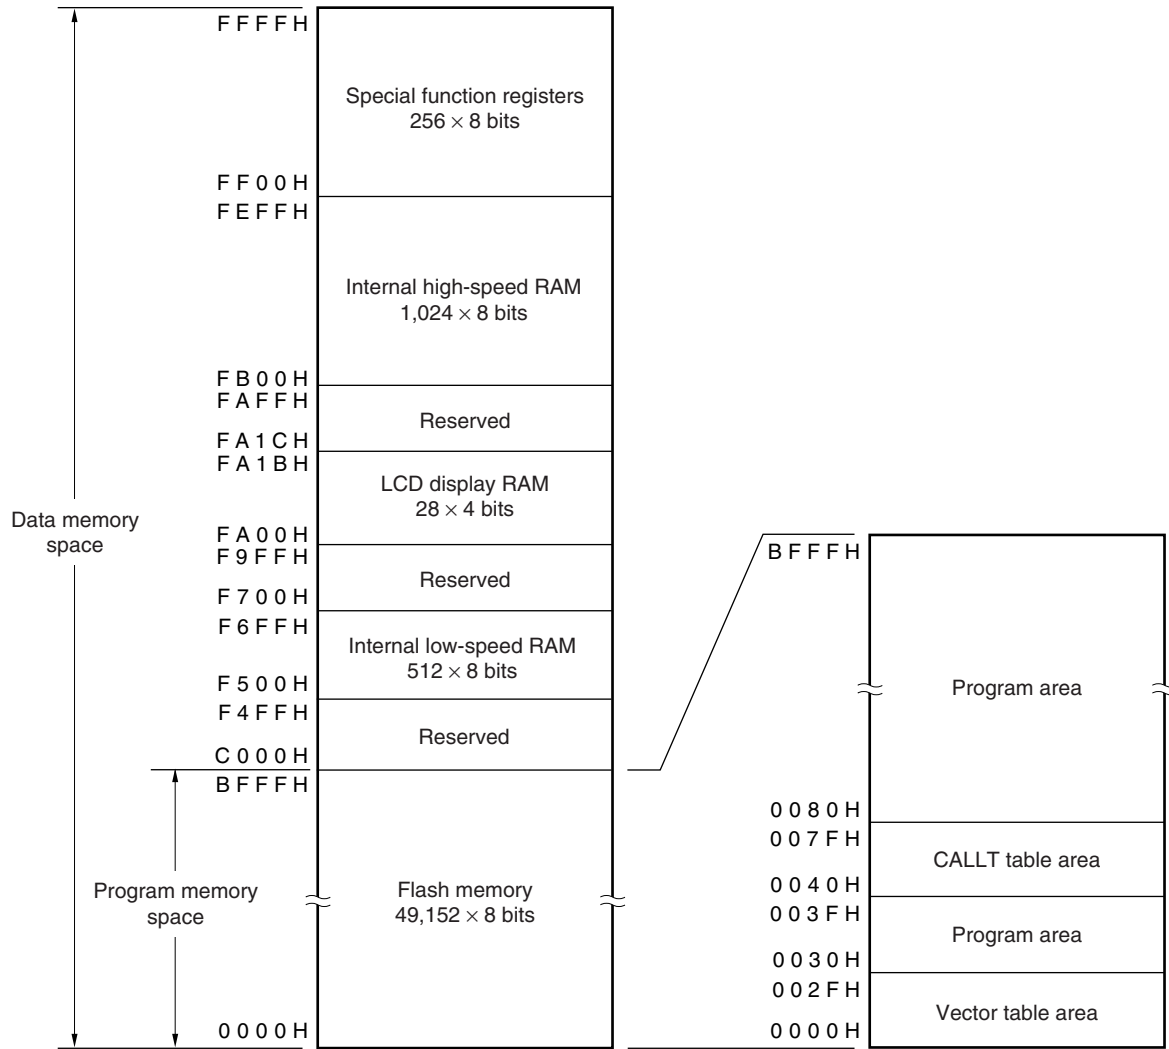 FFFFH
Special function registers
256 × 8 bits
FF00H
FEFFH
Internal high-speed RAM
1,024 × 8 bits
FB00H
FAFFH
Reserved
FA1CH
FA1BH
LCD display RAM
28 × 4 bits
FA00H
F9FFH
Reserved
F700H
F6FFH
Internal low-speed RAM
512 × 8 bits
F500H
F4FFH
Reserved
C000H
BFFFH
Flash memory
49,152 × 8 bits
0000H
Data memory
space
Program memory
space
BFFFH
Program area
0080H
007FH
CALLT table area
0040H
003FH
Program area
0030H
002FH
Vector table area
0000H